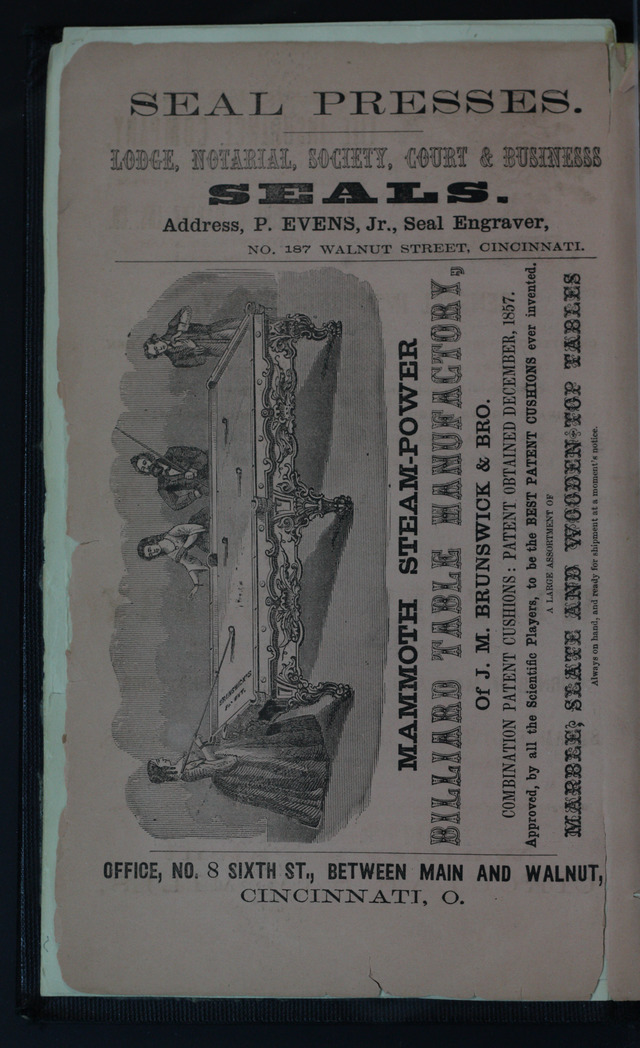 SEAL PRESSES.
LODGE, NOTARIAL, SOCIETY, COURT & BUSINESSS
SEALS.
Address, P. EVENS, Jr., Seal Engraver,
NO. 187 WALNUT STREET, CINCINNATI.
MAMMOTH STEAM-POWER
BILLIARD TABLE MANUFACTORY,
Of J. M. BRUNSWICK & BRO.
COMBINATION PATENT CUSHIONS: PATENT OBTAINED DECEMBER, 1857.
Approved, by all the Scientific Players, to be the BEST PATENT CUSHIONS ever invented.
A LARGE ASSORTMENT OF
MARBLE, SLATE AND WOODEN-TOP TABLES
Always on hand, and ready for shipment at a moment's notice.
OFFICE, NO. 8 SIXTH ST., BETWEEN MAIN AND WALNUT,
CINCINNATI, O.